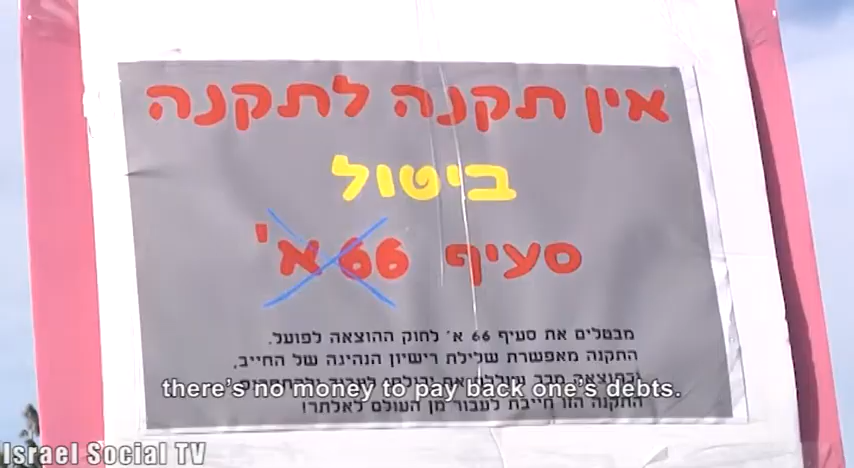 אין תקנה לתקנה
ביטול
סעיף 66 א'
מבטלים את סעיף 66 א' לחוק ההוצאה לפועל.
התקנה מאפשרת שלילת רישיון הנהיגה של החייב,
there's no money to pay back one's debts.
התקנה הזו חייבת לעבור מן העולם לאלתר!
Israel Social TV